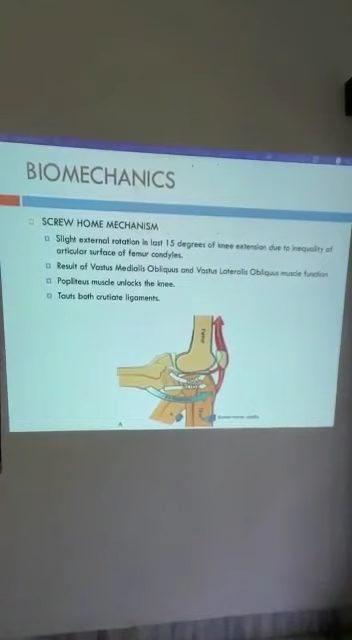 BIOMECHANICS
SCREW HOME MECHANISM
Slight external rotation in last 15 degrees of knee extension due to inequality of
articular surface of femur condyles.
Result of Vastus Medialis Obliquus and Vastus Lateralis Obliquus muscle function
Popliteus muscle unlocks the knee.
Tauts both crutiate ligaments.
Femur
A